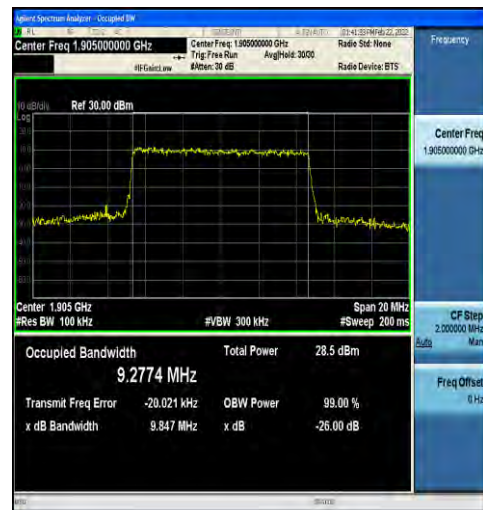 Agilent Spectrum Analyzer - Occupied BW
Center Freq 1.905000000 GHz
Center Freq: 1.905000000 GHz
Radio Std: None
Trig: Free Run
Avg|Hold: 30/30
#IFGain:Low
#Atten: 30 dB
Radio Device: BTS
Frequency
10 dB/div
Ref 30.00 dBm
Log
Center Freq
1.905000000 GHz
Center 1.905 GHz
Span 20 MHz
#Res BW 100 kHz
#VBW 300 kHz
#Sweep 200 ms
CF Step
2.000000 MHz
Auto
Man
Occupied Bandwidth
Total Power
28.5 dBm
9.2774 MHz
Freq Offset
0 Hz
Transmit Freq Error
-20.021 kHz
OBW Power
99.00 %
x dB Bandwidth
9.847 MHz
x dB
-26.00 dB